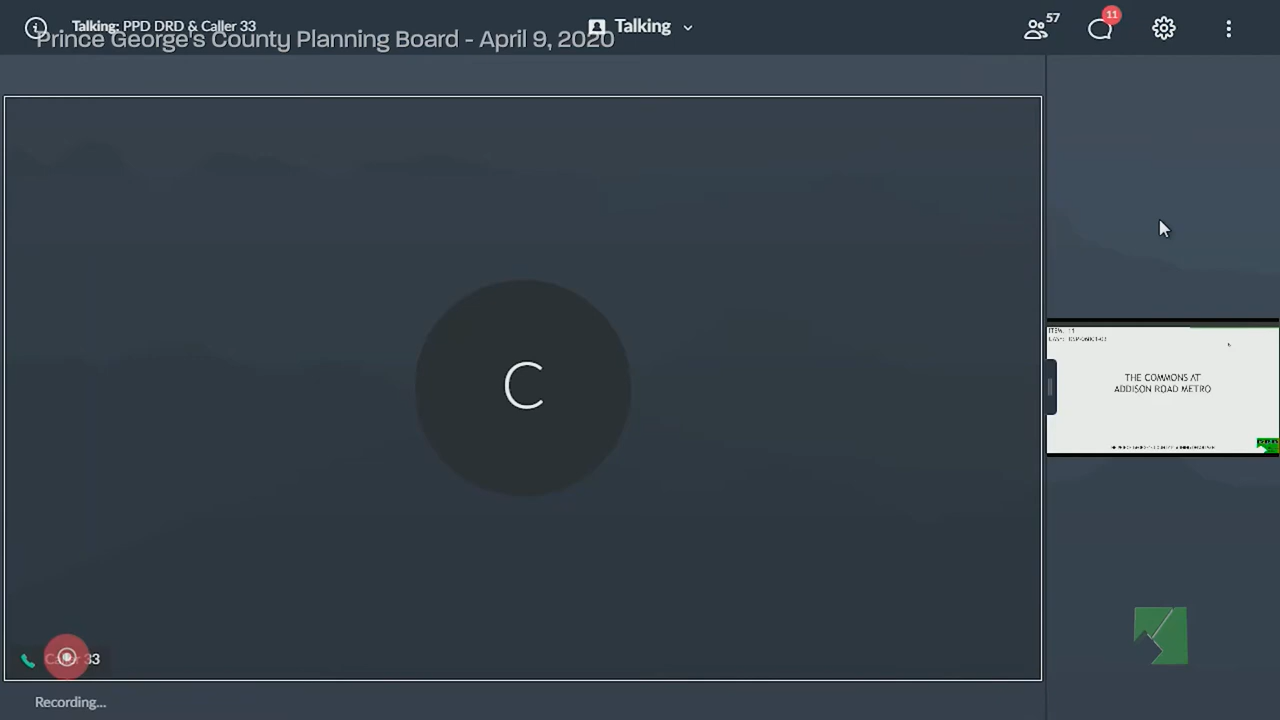 Talking: PPD DRD & Caller 33
Prince George's County Planning Board - April 9, 2020
Talking
57
11
C
THE COMMONS AT
ADDISON ROAD METRO
Caller 33
Recording...